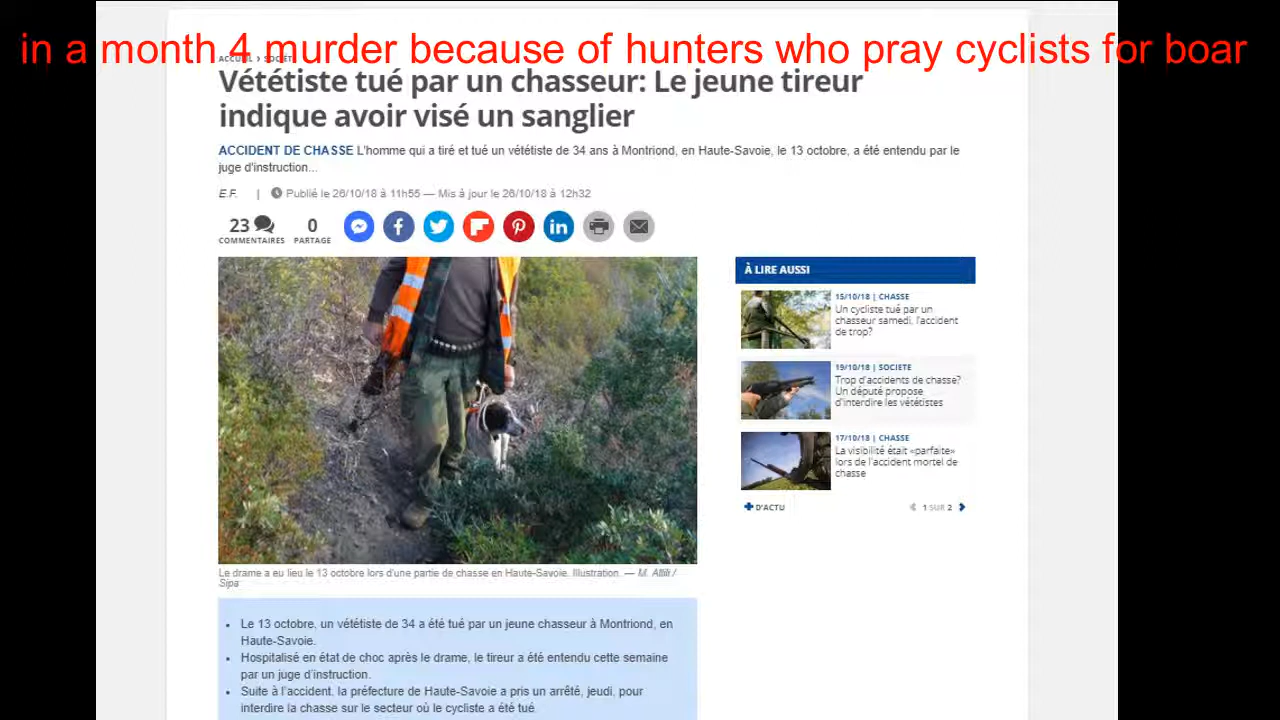 in a month 4 murder because of hunters who pray cyclists for boar
ACCUEIL > SOCIÉTÉ
Vététiste tué par un chasseur: Le jeune tireur
indique avoir visé un sanglier
ACCIDENT DE CHASSE L'homme qui a tiré et tué un vététiste de 34 ans à Montriond, en Haute-Savoie, le 13 octobre, a été entendu par le
juge d'instruction...
E.F. | Publié le 26/10/18 à 11h55 — Mis à jour le 26/10/18 à 12h32
23
COMMENTAIRES
0
PARTAGE
À LIRE AUSSI
15/10/18 | CHASSE
Un cycliste tué par un
chasseur samedi, l'accident
de trop?
19/10/18 | SOCIETE
Trop d'accidents de chasse?
Un député propose
d'interdire les vététistes
17/10/18 | CHASSE
La visibilité était «parfaite»
lors de l'accident mortel de
chasse
D'ACTU
1 SUR 2
Le drame a eu lieu le 13 octobre lors d'une partie de chasse en Haute-Savoie. Illustration. — M. Attili /
Sipa
Le 13 octobre, un vététiste de 34 a été tué par un jeune chasseur à Montriond, en
Haute-Savoie.
Hospitalisé en état de choc après le drame, le tireur a été entendu cette semaine
par un juge d'instruction.
Suite à l'accident, la préfecture de Haute-Savoie a pris un arrêté, jeudi, pour
interdire la chasse sur le secteur où le cycliste a été tué.